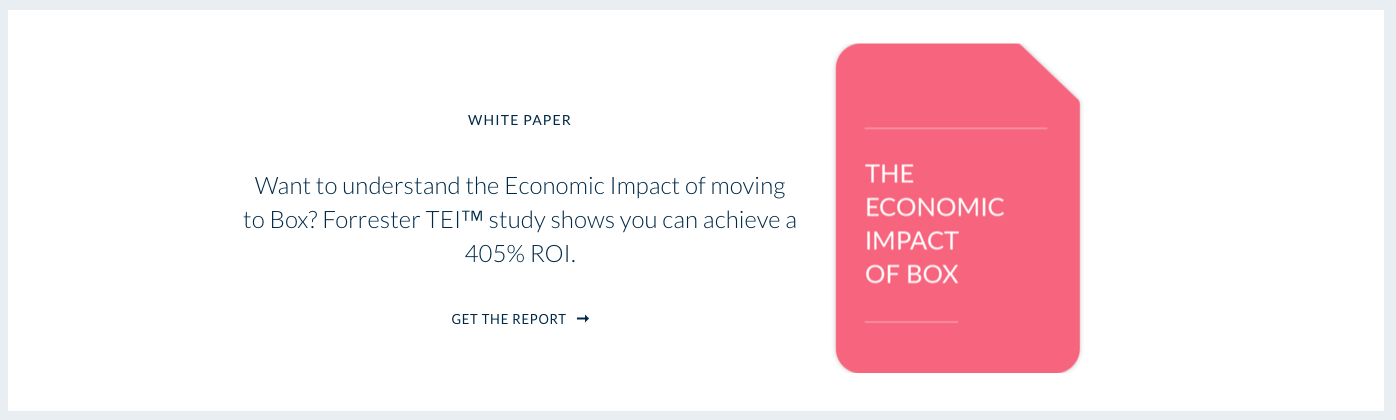 WHITE PAPER
Want to understand the Economic Impact of moving
to Box? Forrester TEI™ study shows you can achieve a
405% ROI.
GET THE REPORT ➞
THE
ECONOMIC
IMPACT
OF BOX